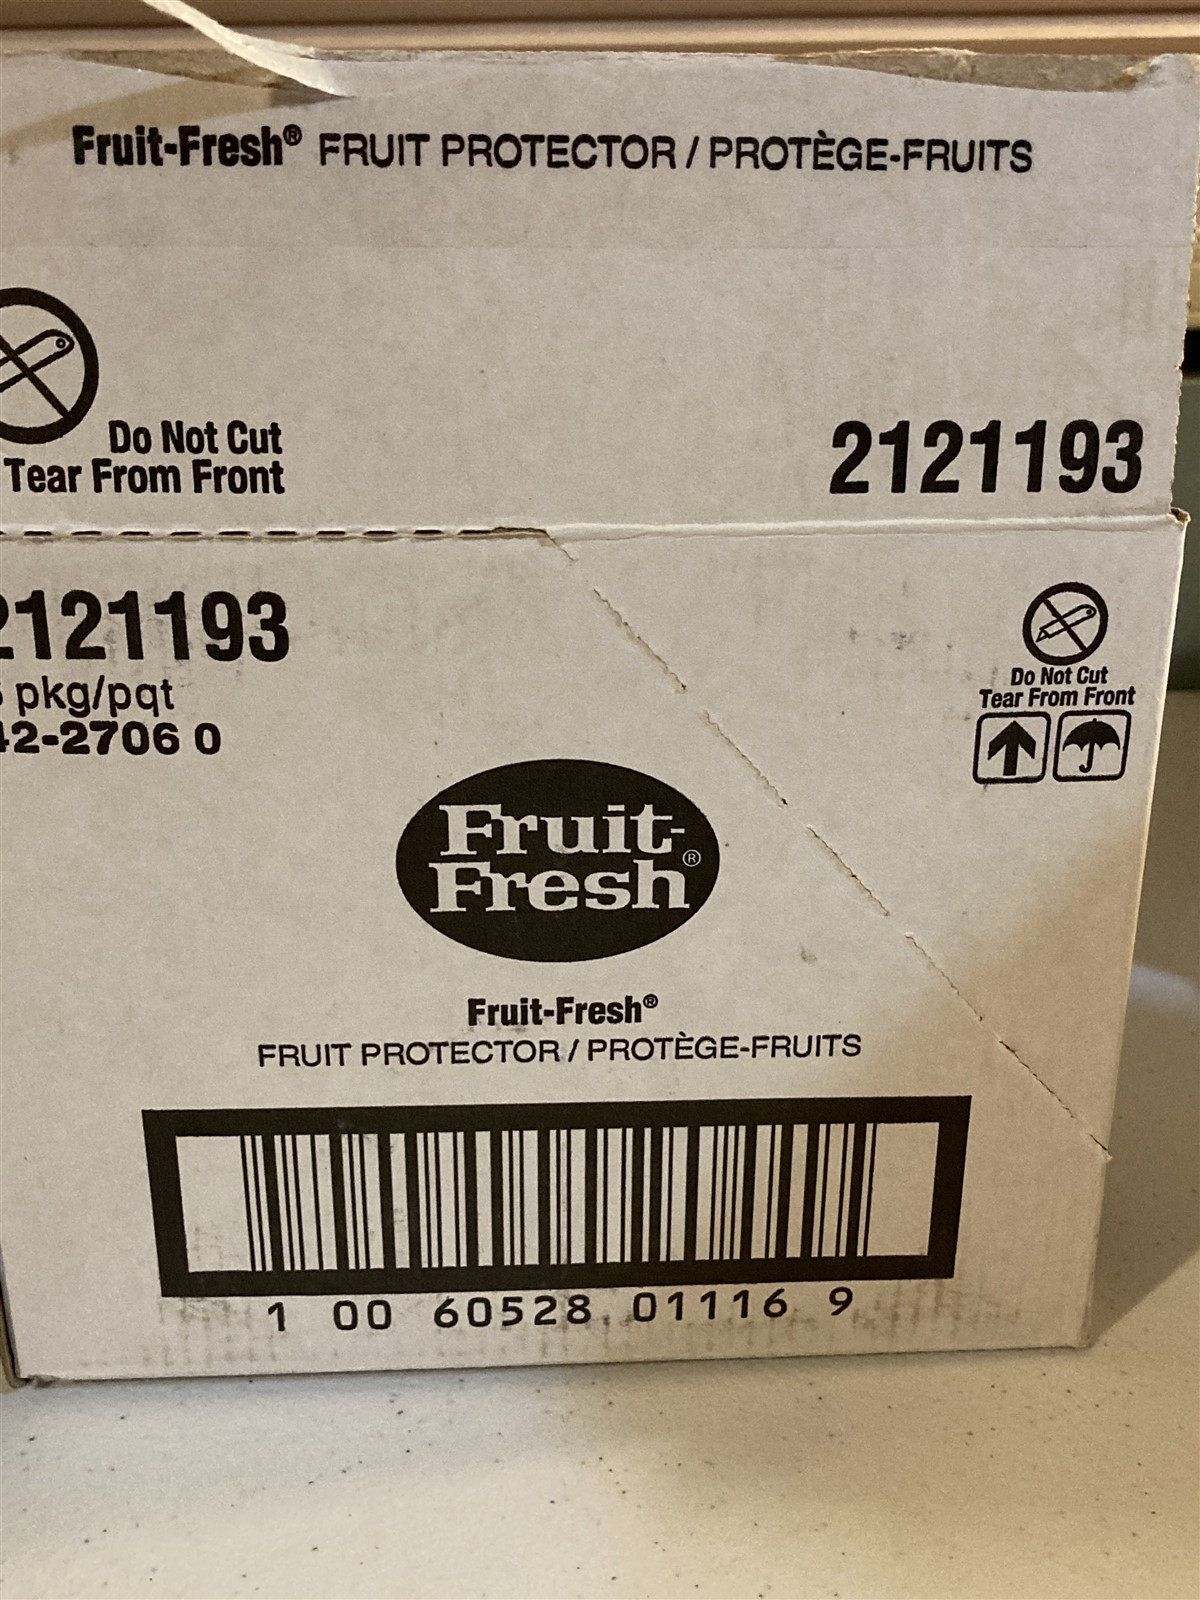 Fruit-Fresh® FRUIT PROTECTOR / PROTÈGE-FRUITS
Do Not Cut
Tear From Front
2121193
2121193
pkg/pqt
42-2706 0
Do Not Cut
Tear From Front
Fruit-
Fresh®
Fruit-Fresh®
FRUIT PROTECTOR / PROTÈGE-FRUITS
1 00 60528 01116 9